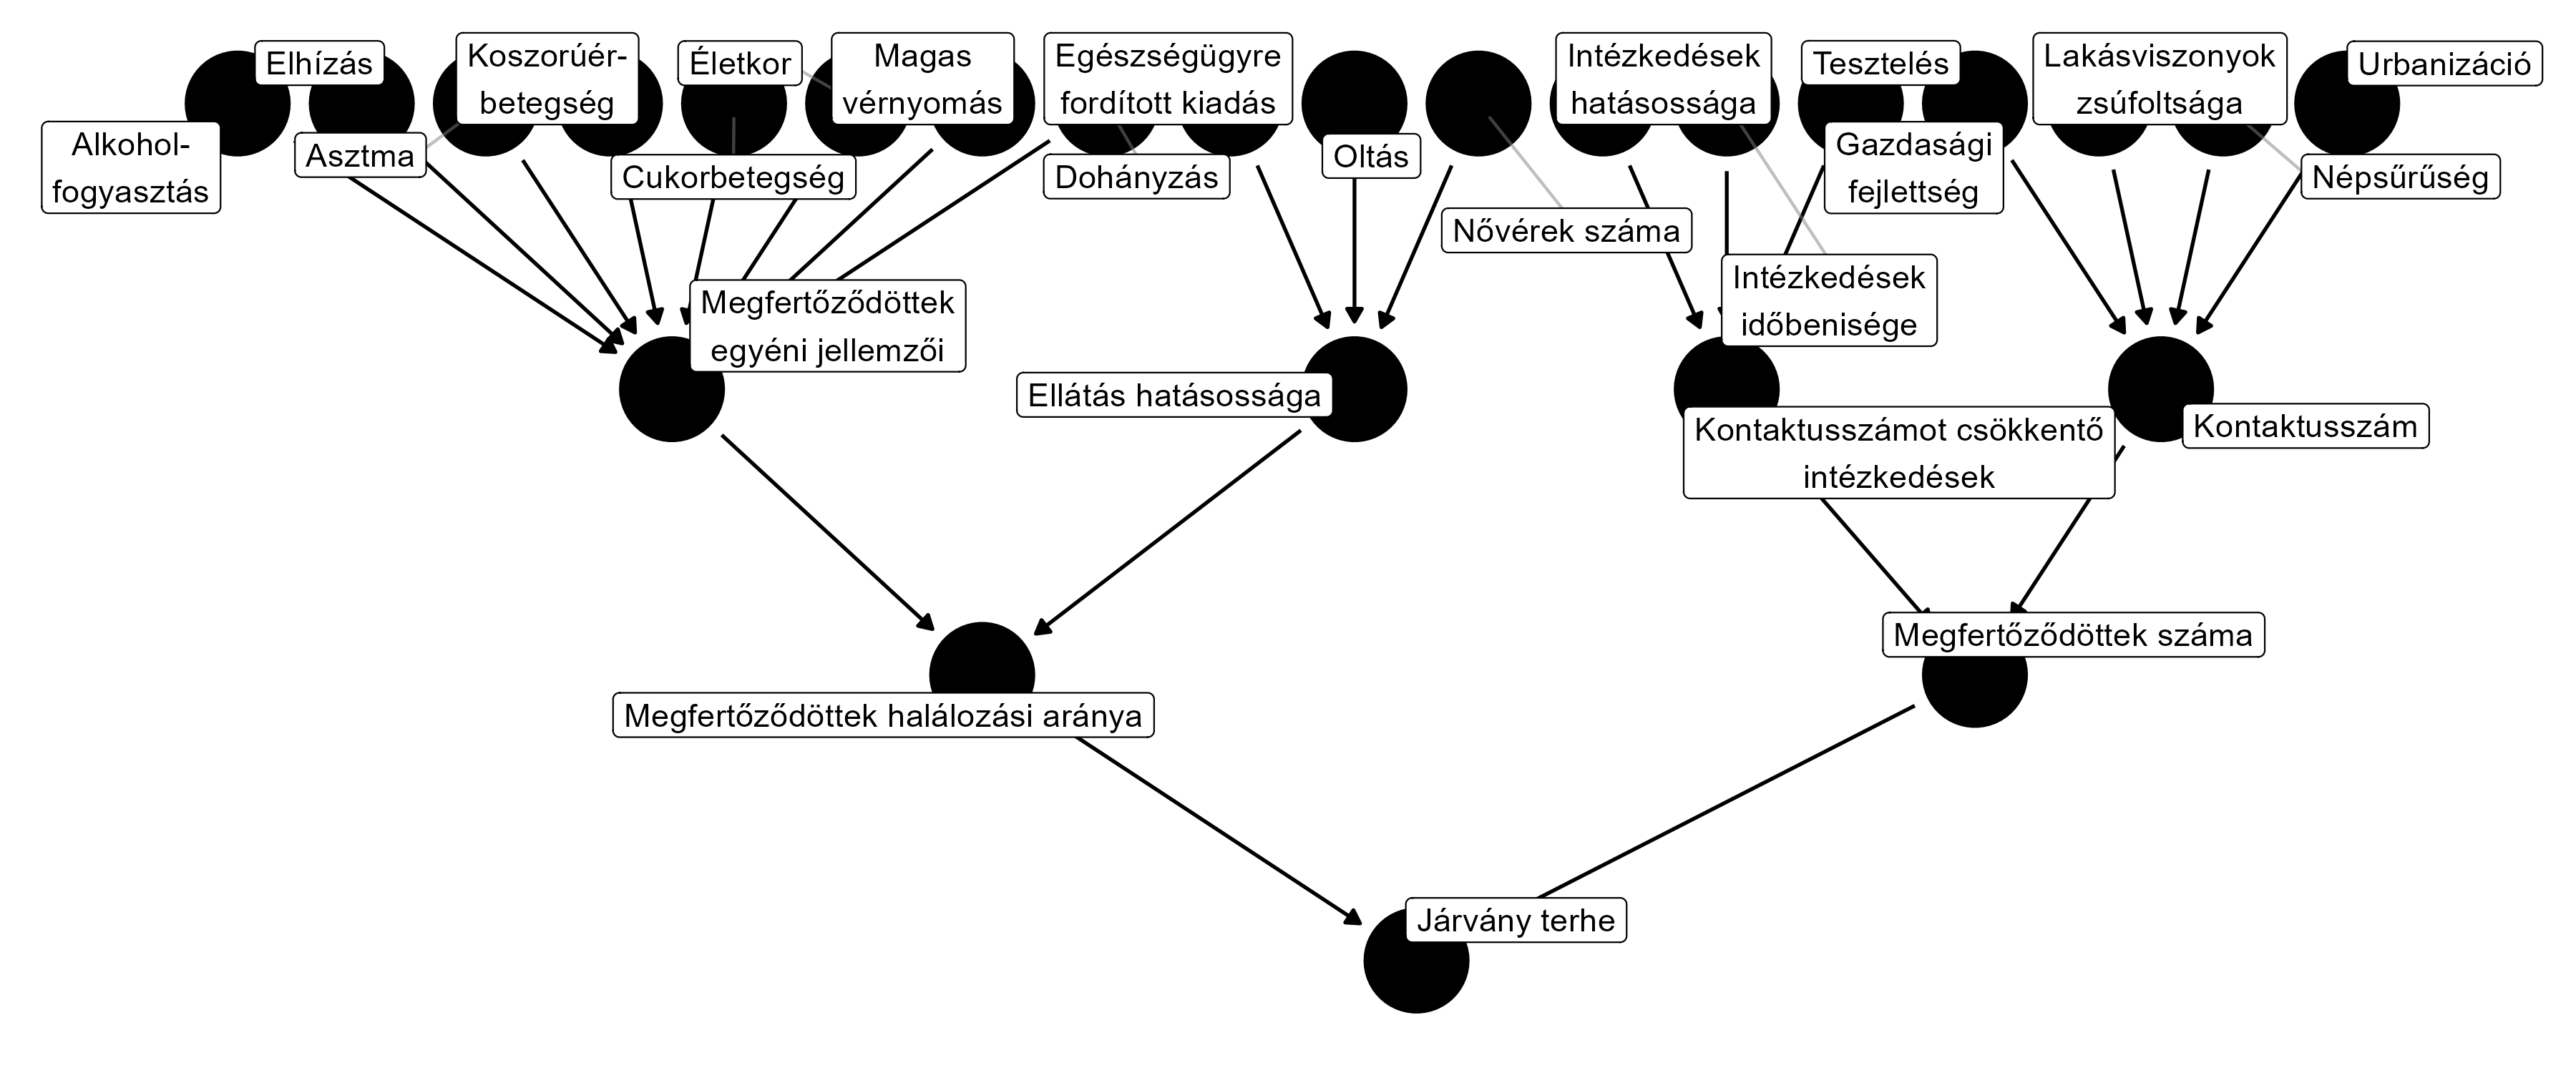 Elhízás
Koszorúér-
betegség
Életkor
Magas
vérnyomás
Egészségügyre
fordított kiadás
Intézkedések
hatásossága
Tesztelés
Lakásviszonyok
zsúfoltsága
Urbanizáció
Alkohol-
fogyasztás
Asztma
Cukorbetegség
Dohányzás
Oltás
Gazdasági
fejlettség
Népsűrűség
Nővérek száma
Intézkedések
időbenisége
Megfertőződöttek
egyéni jellemzői
Ellátás hatásossága
Kontaktusszámot csökkentő
intézkedések
Kontaktusszám
Megfertőződöttek száma
Megfertőződöttek halálozási aránya
Járvány terhe